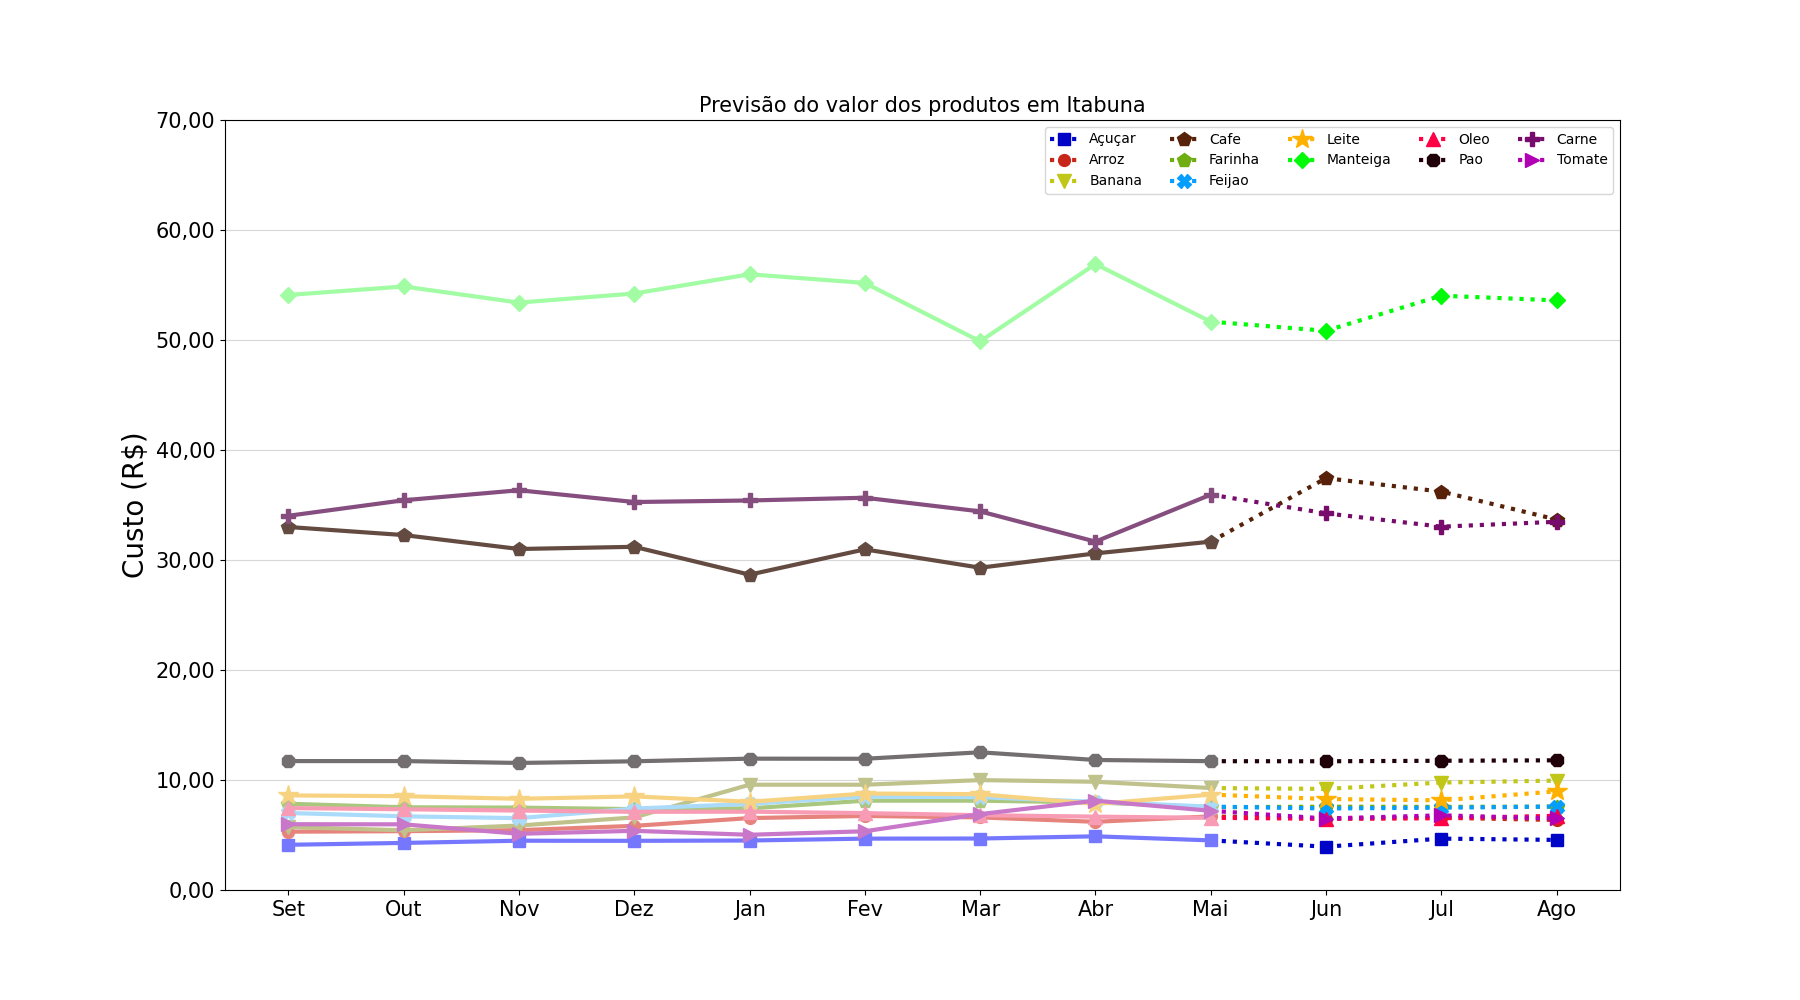 Previsão do valor dos produtos em Itabuna
70,00
60,00
50,00
40,00
30,00
20,00
10,00
0,00
Custo (R$)
Açuçar
Arroz
Banana
Cafe
Farinha
Feijao
Leite
Manteiga
Oleo
Pao
Carne
Tomate
Set Out Nov Dez Jan Fev Mar Abr Mai Jun Jul Ago